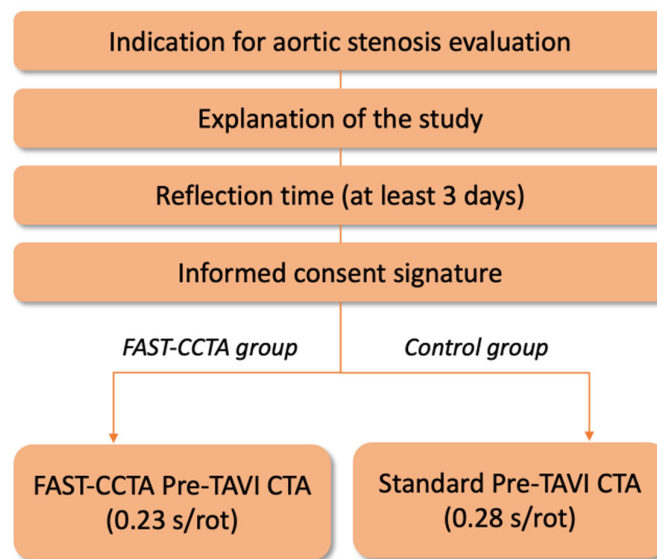 Indication for aortic stenosis evaluation
Explanation of the study
Reflection time (at least 3 days)
Informed consent signature
FAST-CCTA group
Control group
FAST-CCTA Pre-TAVI CTA
(0.23 s/rot)
Standard Pre-TAVI CTA
(0.28 s/rot)